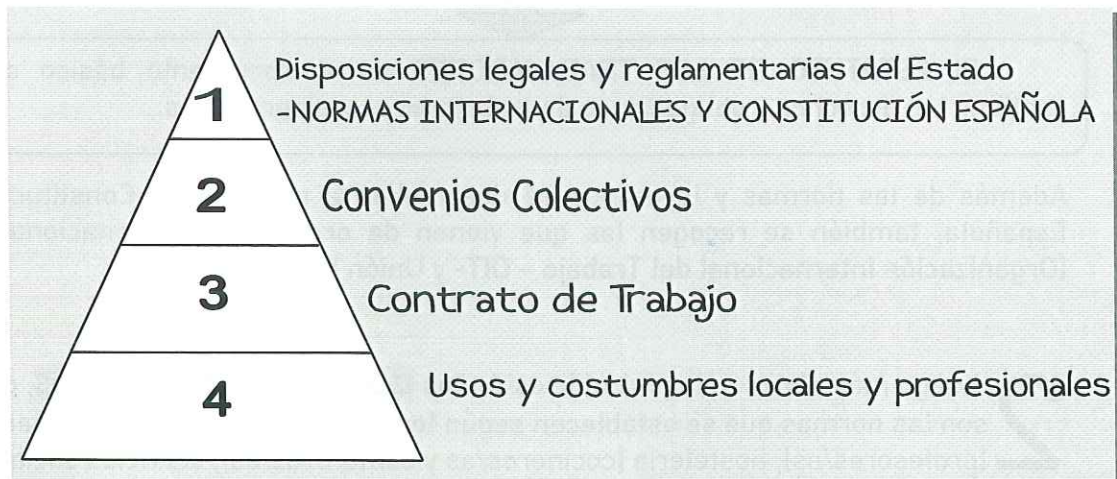 1
Disposiciones legales y reglamentarias del Estado
-NORMAS INTERNACIONALES Y CONSTITUCIÓN ESPAÑOLA
2
Convenios Colectivos
3
Contrato de Trabajo
4
Usos y costumbres locales y profesionales